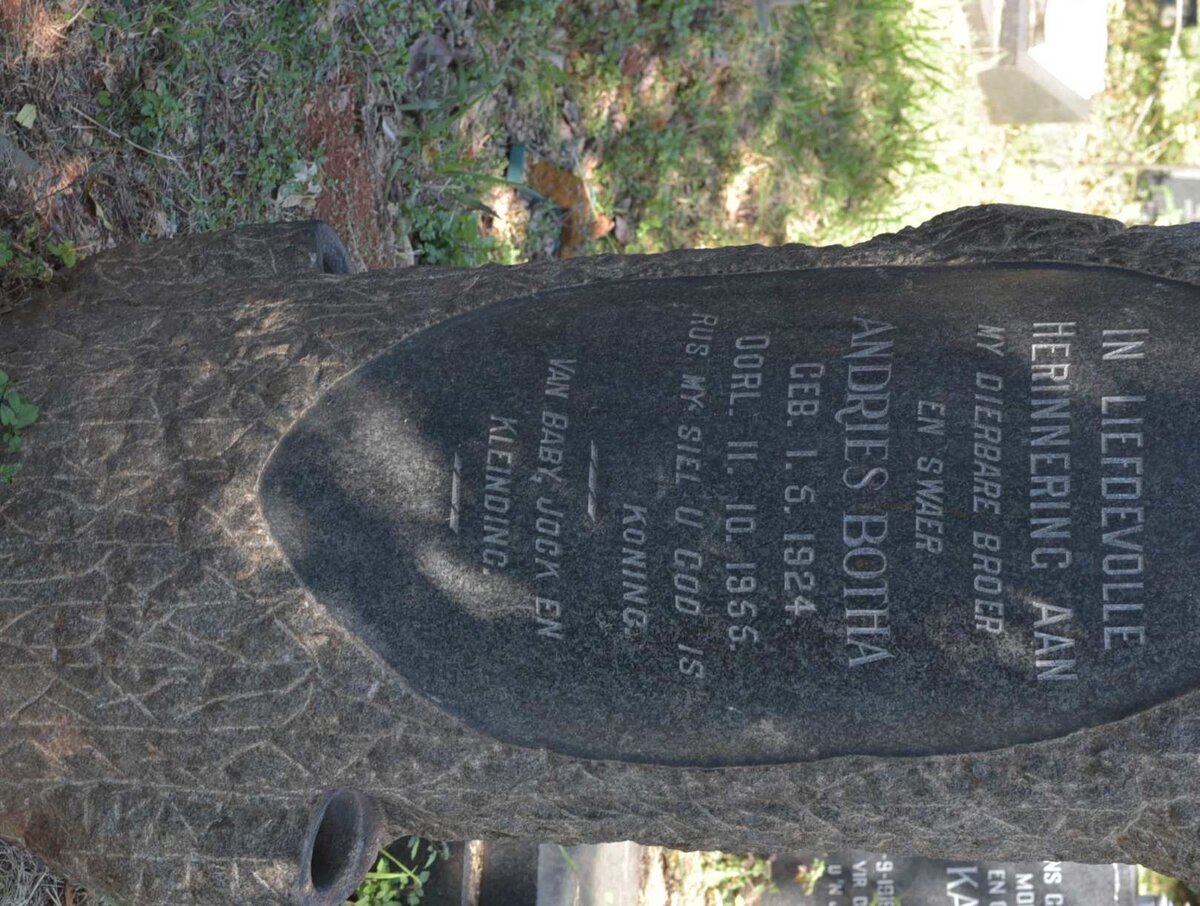 IN LIEFDEVOLLE
HERINNERING AAN
MY DIERBARE BROER
EN SWAER
ANDRIES BOTHA
GEB. 1. 6. 1924.
OORL. 11. 10. 1955.
RUS MY SIEL U GOD IS
KONING.
VAN BABY, JOCK EN
KLEINDING.